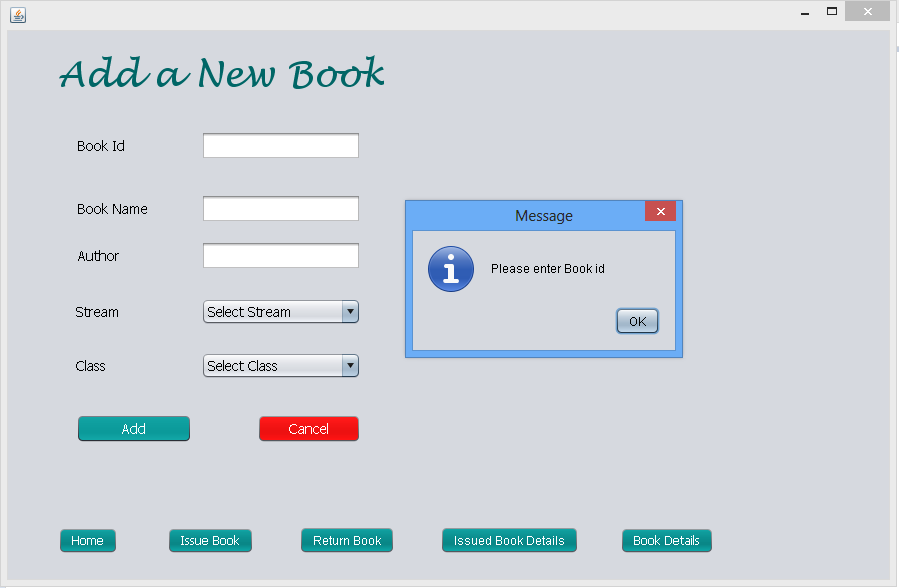 Add a New Book
Book Id
Book Name
Author
Stream Select Stream
Class Select Class
Add Cancel
Message
Please enter Book id
OK
Home Issue Book Return Book Issued Book Details Book Details